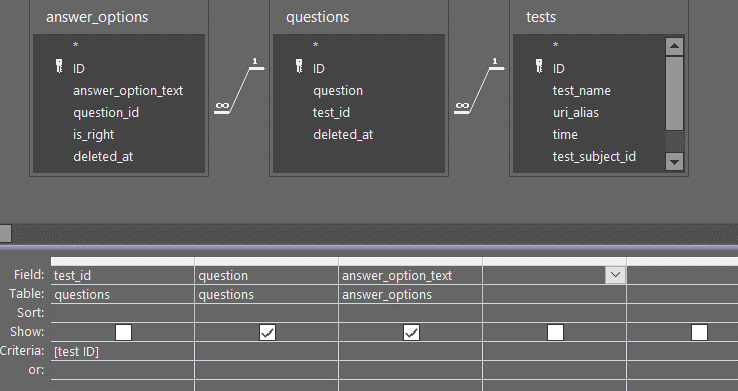 answer_options questions tests
* * *
ID ID ID
answer_option_text question test_name
question_id test_id uri_alias
is_right deleted_at time
deleted_at test_subject_id
∞ 1 ∞ 1
Field: test_id question answer_option_text
Table: questions questions answer_options
Sort:
Show:
Criteria: [test ID]
or: